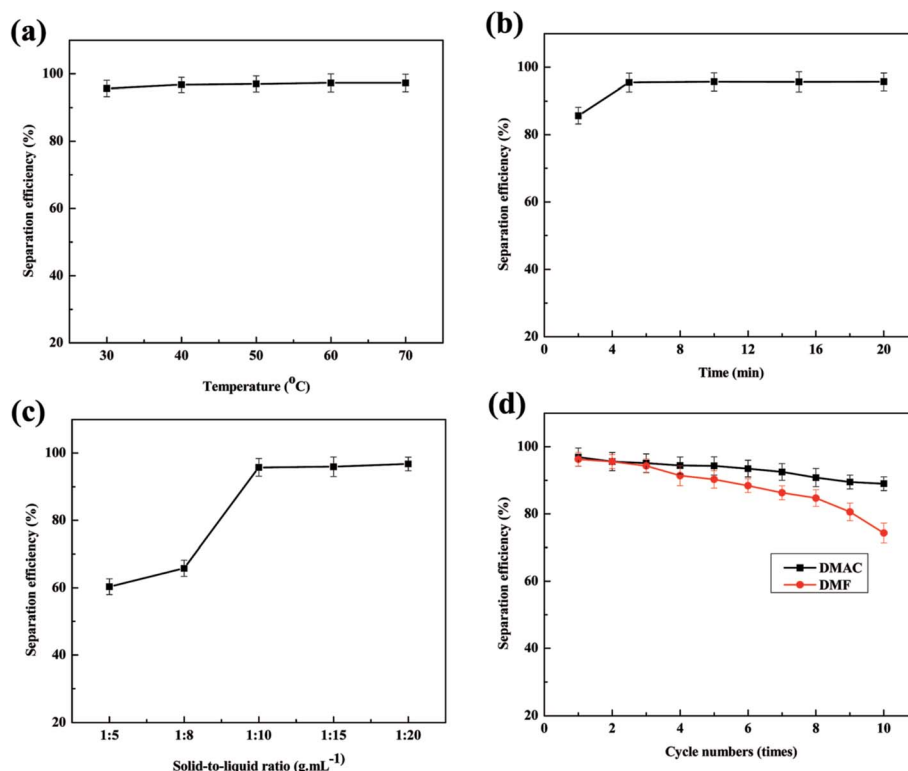 (a)
100
80
60
40
20
Separation efficiency (%)
30 40 50 60 70
Temperature (⁰C)
(b)
100
80
60
40
20
Separation efficiency (%)
0 4 8 12 16 20
Time (min)
(c)
100
80
60
40
20
Separation efficiency (%)
1:5 1:8 1:10 1:15 1:20
Solid-to-liquid ratio (g.mL⁻¹)
(d)
100
80
60
40
20
Separation efficiency (%)
DMAC
DMF
0 2 4 6 8 10
Cycle numbers (times)